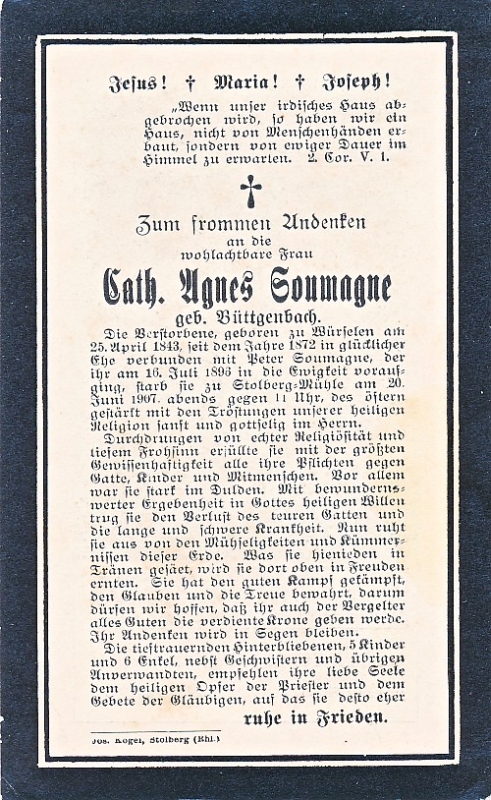 Jesus! † Maria! † Joseph!
„Wenn unser irdisches Haus ab-
gebrochen wird, so haben wir ein
Haus, nicht von Menschenhänden er-
baut, sondern von ewiger Dauer im
Himmel zu erwarten. 2. Cor. V. 1.
†
Zum frommen Andenken
an die
wohlachtbare Frau
Cath. Agnes Soumagne
geb. Büttgenbach.
Die Verstorbene, geboren zu Würselen am
25. April 1843, seit dem Jahre 1872 in glücklicher
Ehe verbunden mit Peter Soumagne, der
ihr am 16. Juli 1896 in die Ewigkeit voraus-
ging, starb sie zu Stolberg-Mühle am 20.
Juni 1907. abends gegen 11 Uhr, des öftern
gestärkt mit den Tröstungen unserer heiligen
Religion sanft und gottselig im Herrn.
Durchdrungen von echter Religiösität und
tiefem Frohsinn erfüllte sie mit der größten
Gewissenhaftigkeit alle ihre Pflichten gegen
Gatte, Kinder und Mitmenschen. Vor allem
war sie stark im Dulden. Mit bewunderns-
werter Ergebenheit in Gottes heiligen Willen
trug sie den Verlust des teuren Gatten und
die lange und schwere Krankheit. Nun ruht
sie aus von den Mühseligkeiten und Kümmer-
nissen dieser Erde. Was sie hienieden in
Tränen gesäet, wird sie dort oben in Freuden
ernten. Sie hat den guten Kampf gekämpft,
den Glauben und die Treue bewahrt, darum
dürfen wir hoffen, daß ihr auch der Vergelter
alles Guten die verdiente Krone geben werde.
Ihr Andenken wird in Segen bleiben.
Die tieftrauernden Hinterbliebenen, 5 Kinder
und 6 Enkel, nebst Geschwistern und übrigen
Anverwandten, empfehlen ihre liebe Seele
dem heiligen Opfer der Priester und dem
Gebete der Gläubigen, auf das sie desto eher
ruhe in Frieden.
Jos. Kogel, Stolberg (Rhl.)